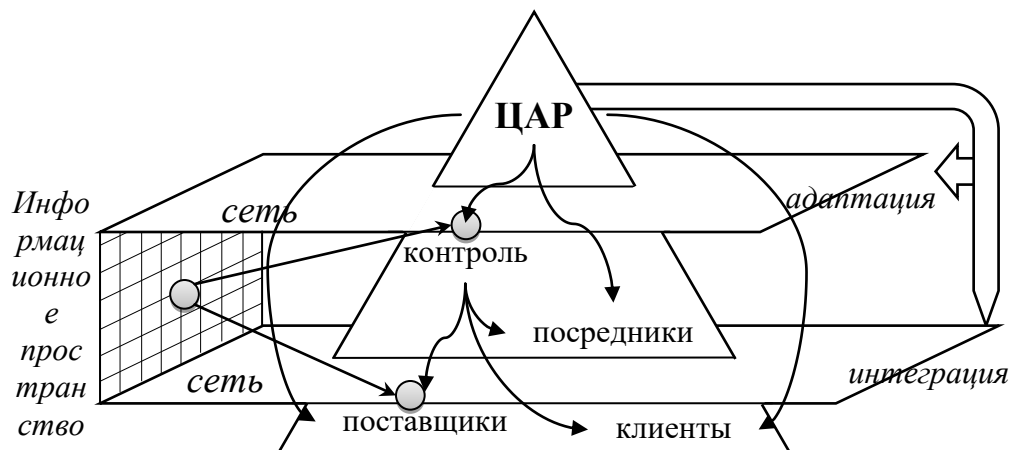 ЦАР
адаптация
сеть
Инфо
рмац
ионно
е
прос
тран
ство
контроль
посредники
сеть
интеграция
поставщики
клиенты